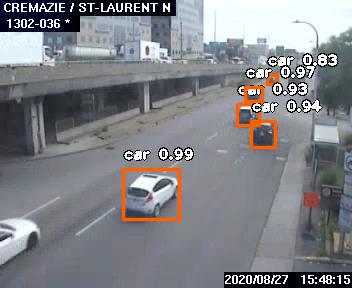 CREMAZIE / ST-LAURENT N
1302-036 *
car 0.83
car 0.97
car 0.93
car 0.94
car 0.99
2020/08/27 15:48:15